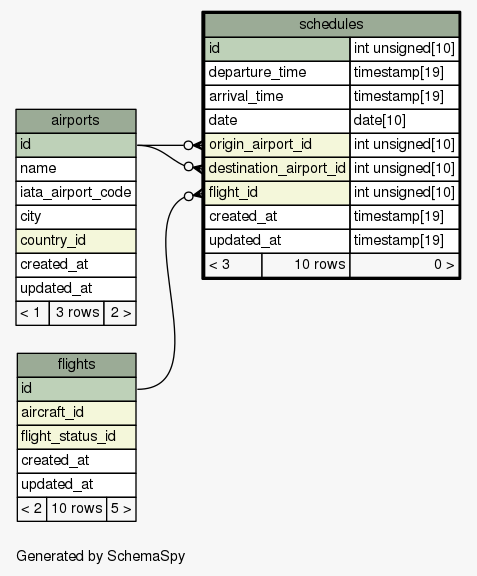 schedules
id int unsigned[10]
departure_time timestamp[19]
arrival_time timestamp[19]
date date[10]
origin_airport_id int unsigned[10]
destination_airport_id int unsigned[10]
flight_id int unsigned[10]
created_at timestamp[19]
updated_at timestamp[19]
< 3 10 rows 0 >
airports
id
name
iata_airport_code
city
country_id
created_at
updated_at
< 1 3 rows 2 >
flights
id
aircraft_id
flight_status_id
created_at
updated_at
< 2 10 rows 5 >
Generated by SchemaSpy